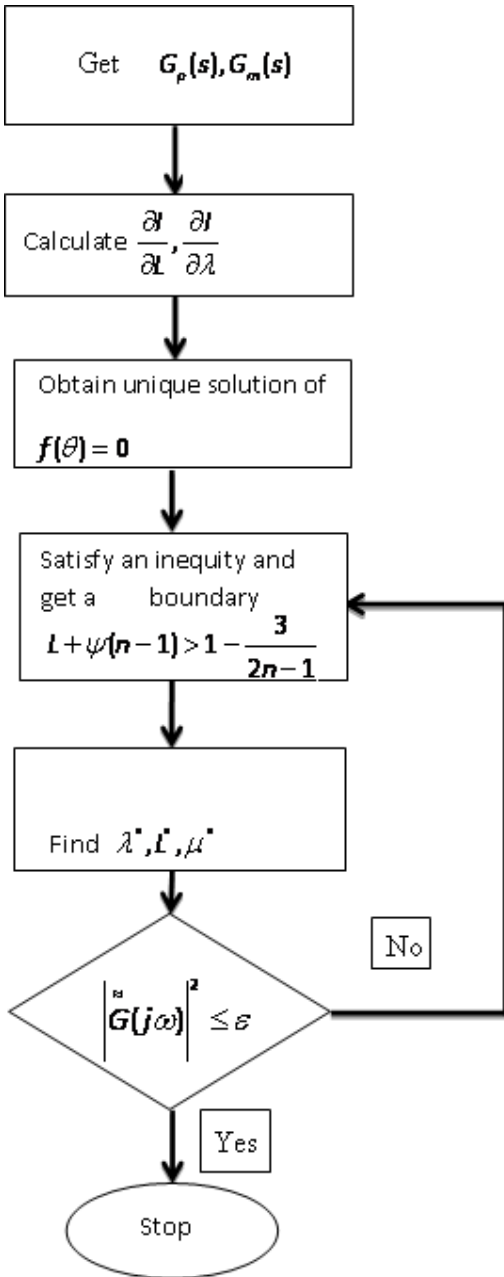 Get G_p(s), G_m(s)
Calculate ∂I/∂L, ∂I/∂λ
Obtain unique solution of
f(θ) = 0
Satisfy an inequity and
get a boundary
L + ψ(n − 1) > 1 − 3/(2n − 1)
Find λ*, L*, μ*
No
|G̃(jω)|² ≤ ε
Yes
Stop